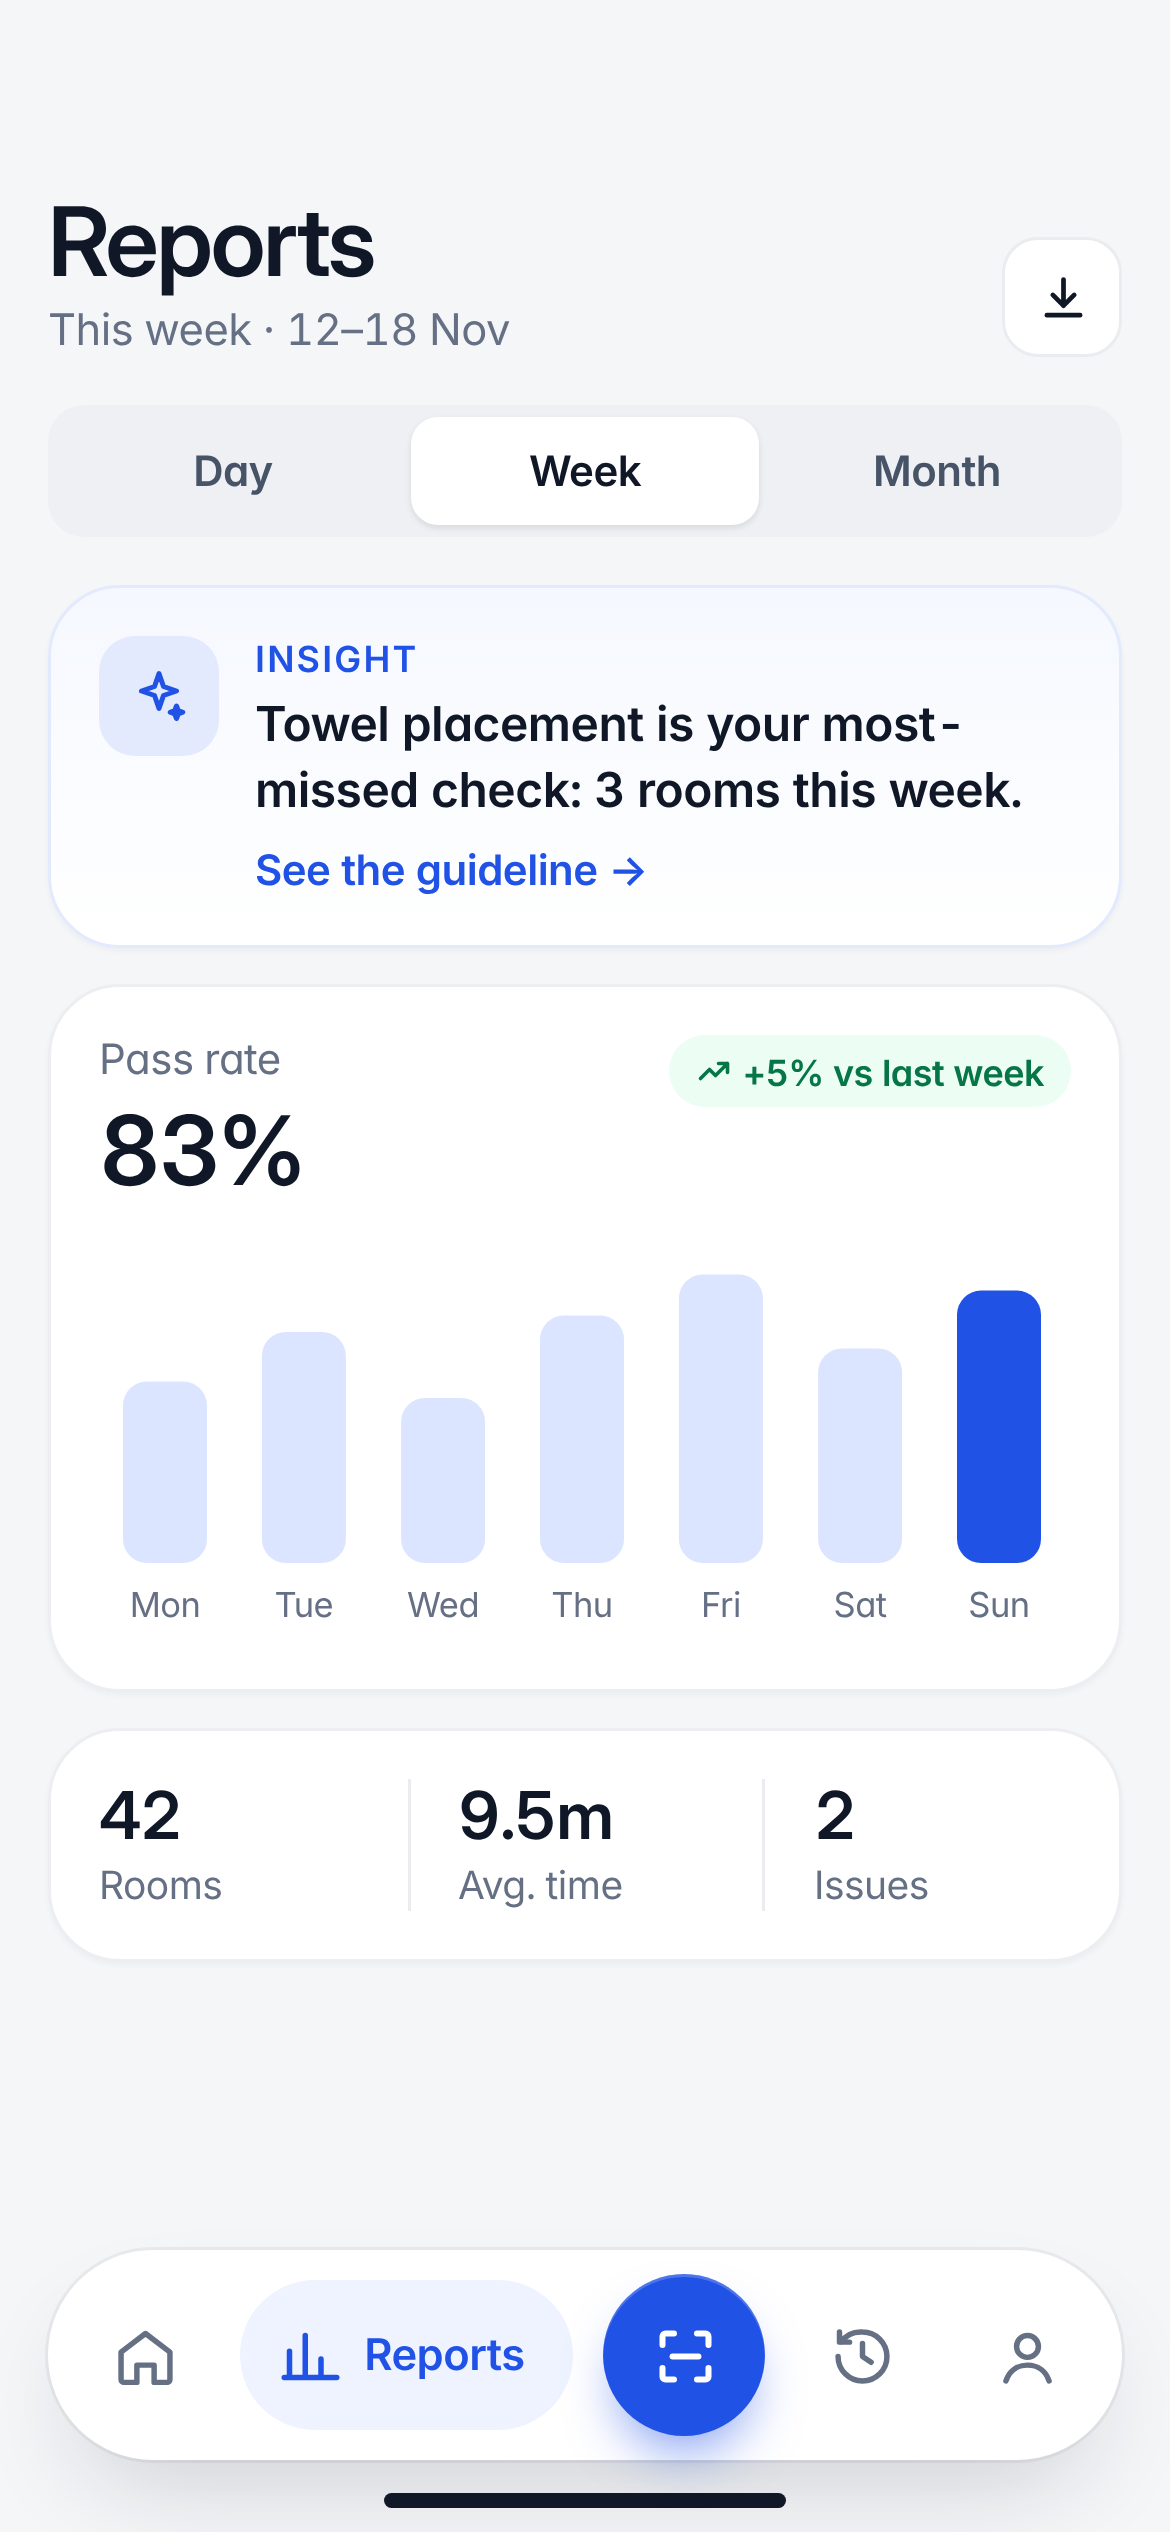 Reports
This week · 12–18 Nov
Day
Week
Month
INSIGHT
Towel placement is your most-
missed check: 3 rooms this week.
See the guideline →
Pass rate
+5% vs last week
83%
Mon
Tue
Wed
Thu
Fri
Sat
Sun
42
9.5m
2
Rooms
Avg. time
Issues
Reports